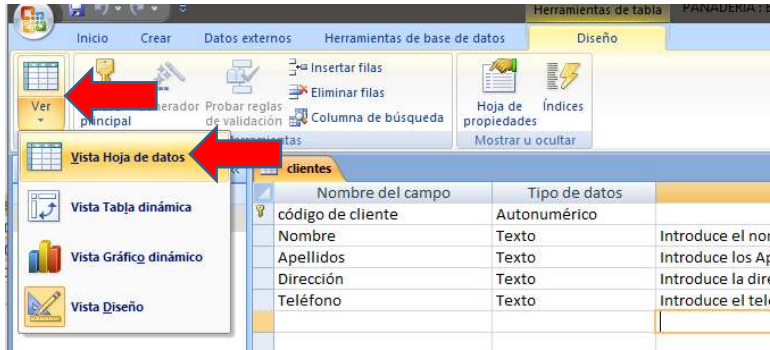 Herramientas de tabla PANADERIA : B
Inicio Crear Datos externos Herramientas de base de datos Diseño
Insertar filas
Eliminar filas
Columna de búsqueda
Ver
principal
Probar reglas
de validación
Hoja de
propiedades
Índices
Mostrar u ocultar
Vista Hoja de datos
Vista Tabla dinámica
Vista Gráfico dinámico
Vista Diseño
clientes
Nombre del campo Tipo de datos
código de cliente Autonumérico
Nombre Texto Introduce el nor
Apellidos Texto Introduce los Ap
Dirección Texto Introduce la dire
Teléfono Texto Introduce el tele